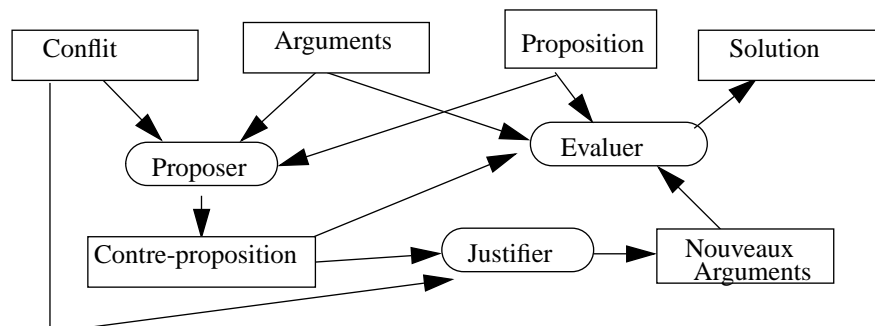 Conflit
Arguments
Proposition
Solution
Proposer
Evaluer
Contre-proposition
Justifier
Nouveaux
Arguments